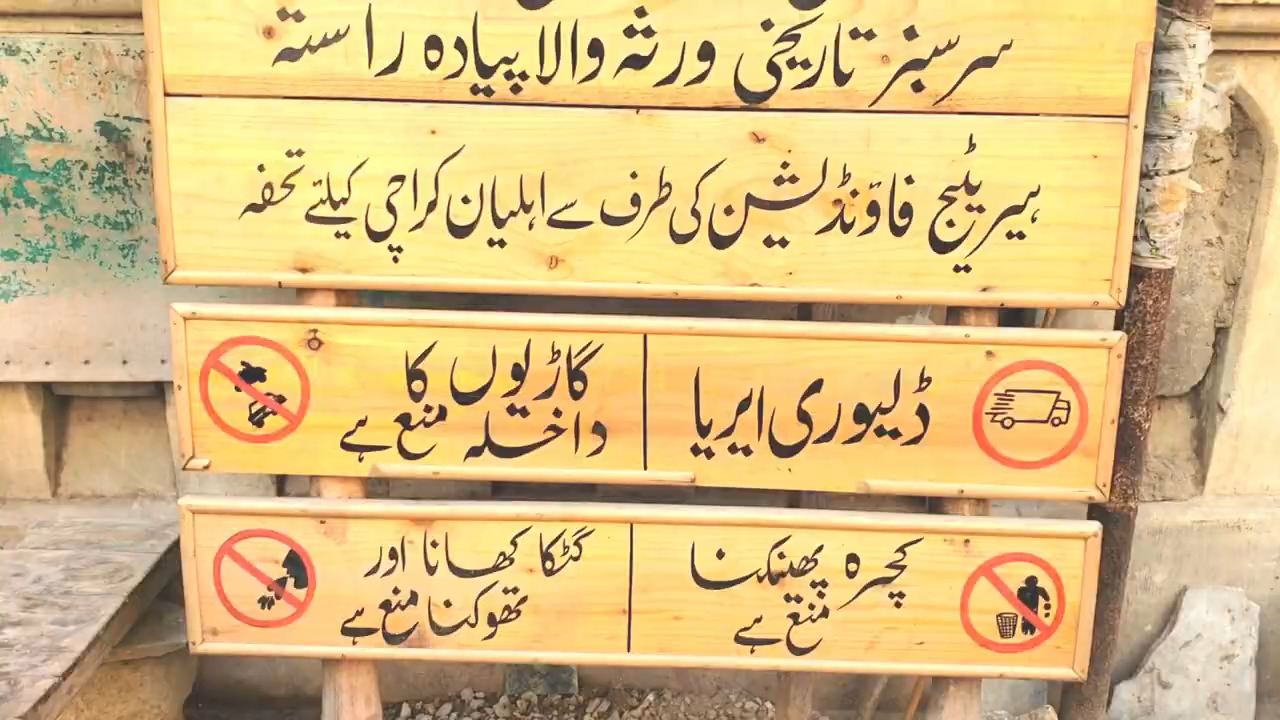 سرسبز تاریخی ورثہ والا پیادہ راستہ
ہیریٹیج فاؤنڈیشن کی طرف سے اہلیان کراچی کیلئے تحفہ
ڈلیوری ایریا
گاڑیوں کا
داخلہ منع ہے
کچرہ پھینکنا
منع ہے
گٹکا کھانا اور
تھوکنا منع ہے